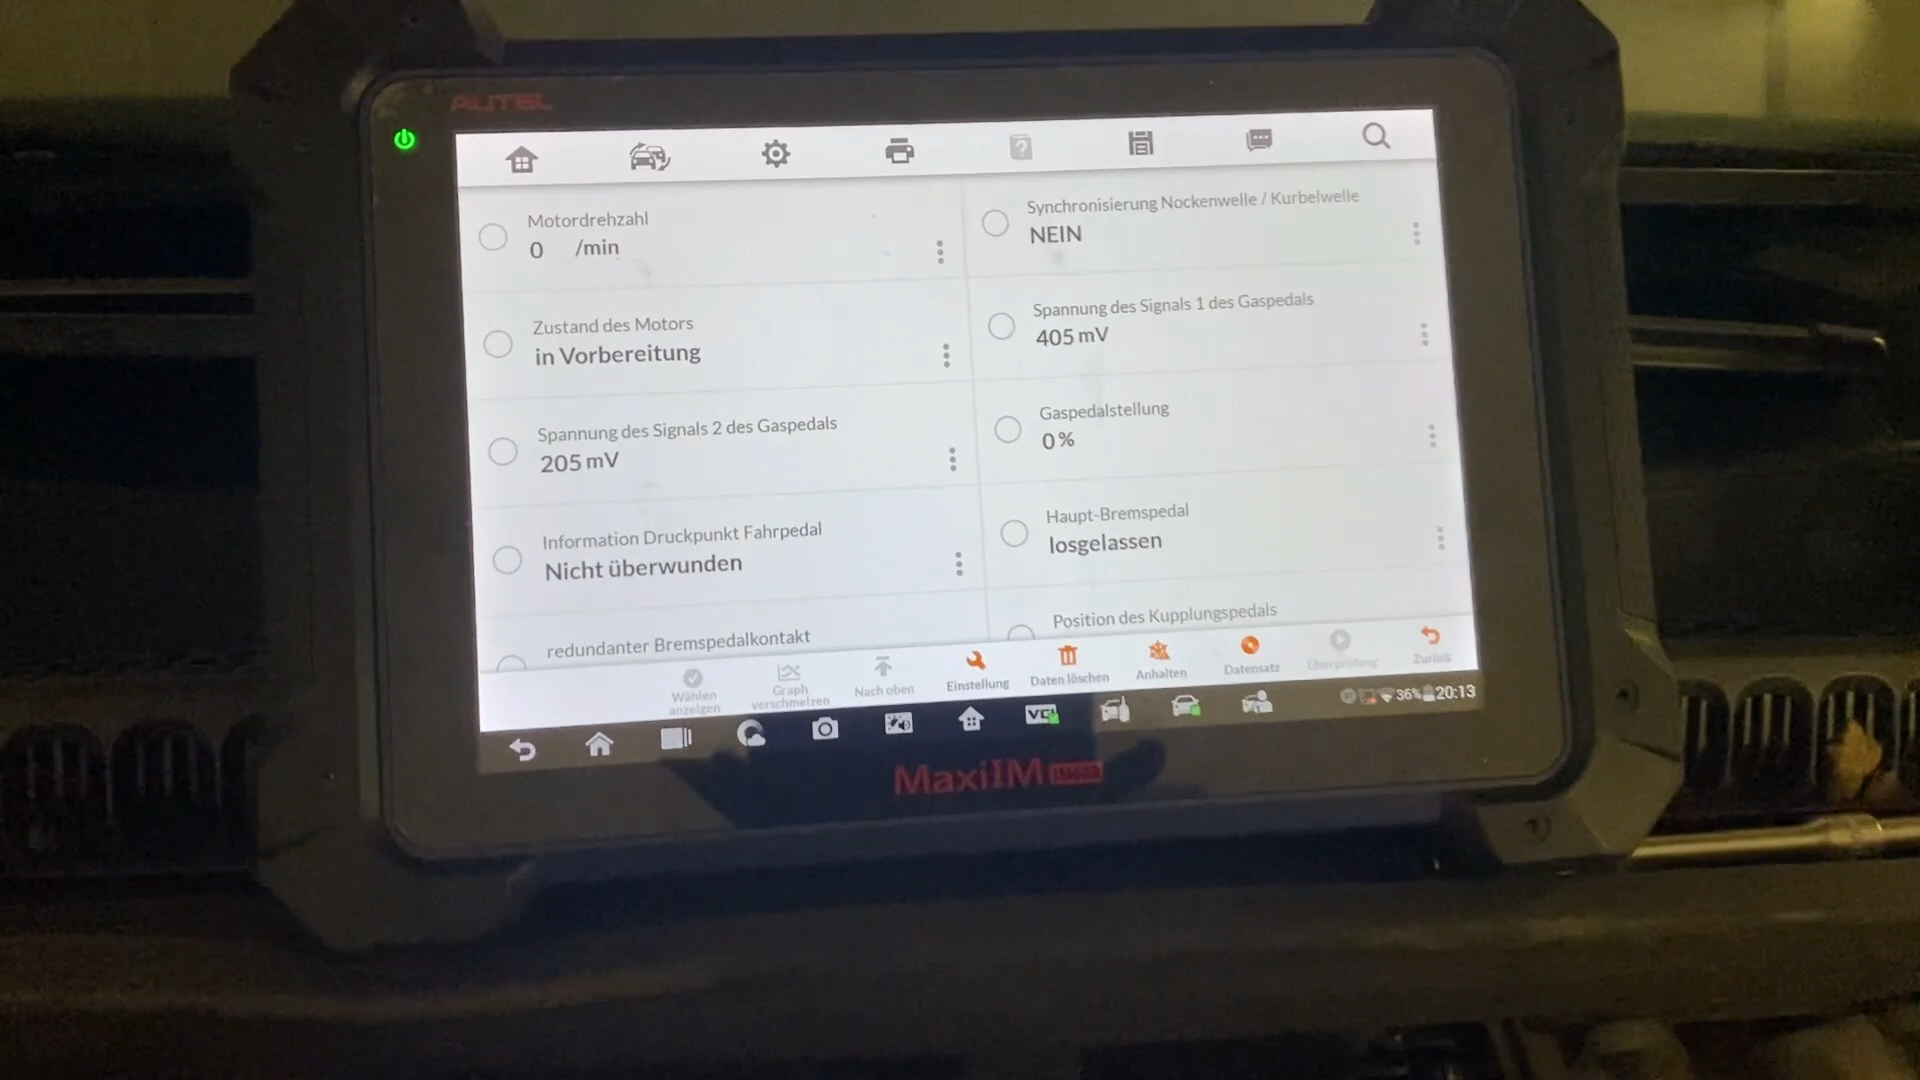 AUTEL
Motordrehzahl
0 /min
Synchronisierung Nockenwelle / Kurbelwelle
NEIN
Zustand des Motors
in Vorbereitung
Spannung des Signals 1 des Gaspedals
405 mV
Spannung des Signals 2 des Gaspedals
205 mV
Gaspedalstellung
0 %
Information Druckpunkt Fahrpedal
Nicht überwunden
Haupt-Bremspedal
losgelassen
redundanter Bremspedalkontakt
Position des Kupplungspedals
Wählen
anzeigen
Graph
verschmelzen
Nach oben
Einstellung
Daten löschen
Anhalten
Datensatz
Überprüfung
Zurück
VCI
36%
20:13
MaxiIM